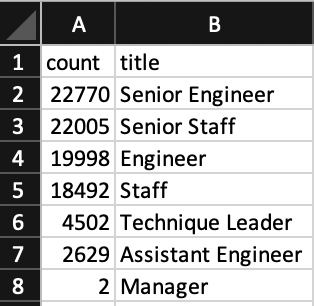 A B
1 count title
2 22770 Senior Engineer
3 22005 Senior Staff
4 19998 Engineer
5 18492 Staff
6 4502 Technique Leader
7 2629 Assistant Engineer
8 2 Manager